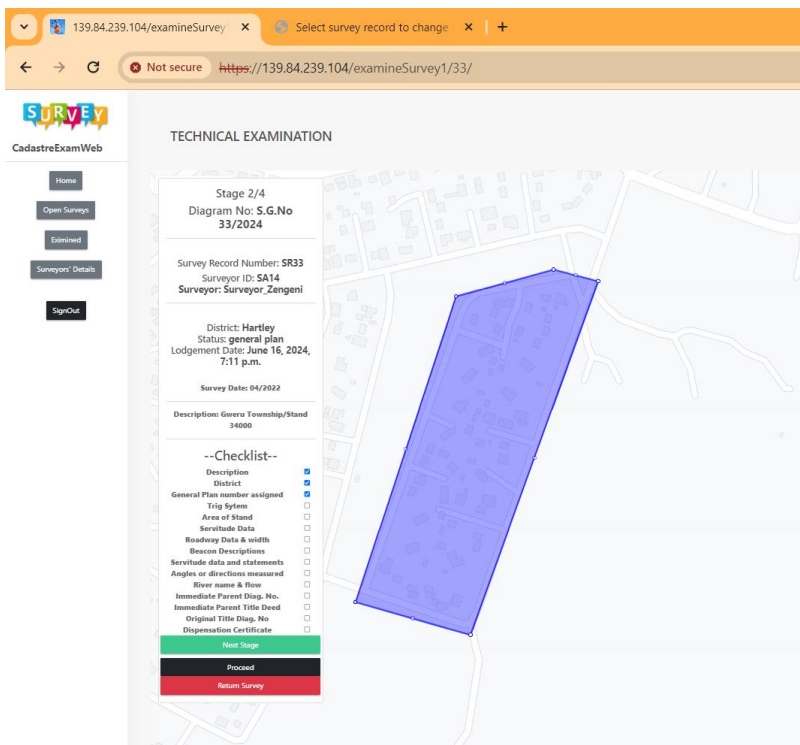 139.84.239.104/examineSurvey
Select survey record to change
Not secure https://139.84.239.104/examineSurvey1/33/
SURVEY
CadastreExamWeb
Home
Open Surveys
Eximined
Surveyors' Details
SignOut
TECHNICAL EXAMINATION
Stage 2/4
Diagram No: S.G.No
33/2024
Survey Record Number: SR33
Surveyor ID: SA14
Surveyor: Surveyor_Zengeni
District: Hartley
Status: general plan
Lodgement Date: June 16, 2024,
7:11 p.m.
Survey Date: 04/2022
Description: Gweru Township/Stand
34000
--Checklist--
Description
District
General Plan number assigned
Trig Sytem
Area of Stand
Servitude Data
Roadway Data & width
Beacon Descriptions
Servitude data and statements
Angles or directions measured
River name & flow
Immediate Parent Diag. No.
Immediate Parent Title Deed
Original Title Diag. No
Dispensation Certificate
Next Stage
Proceed
Return Survey